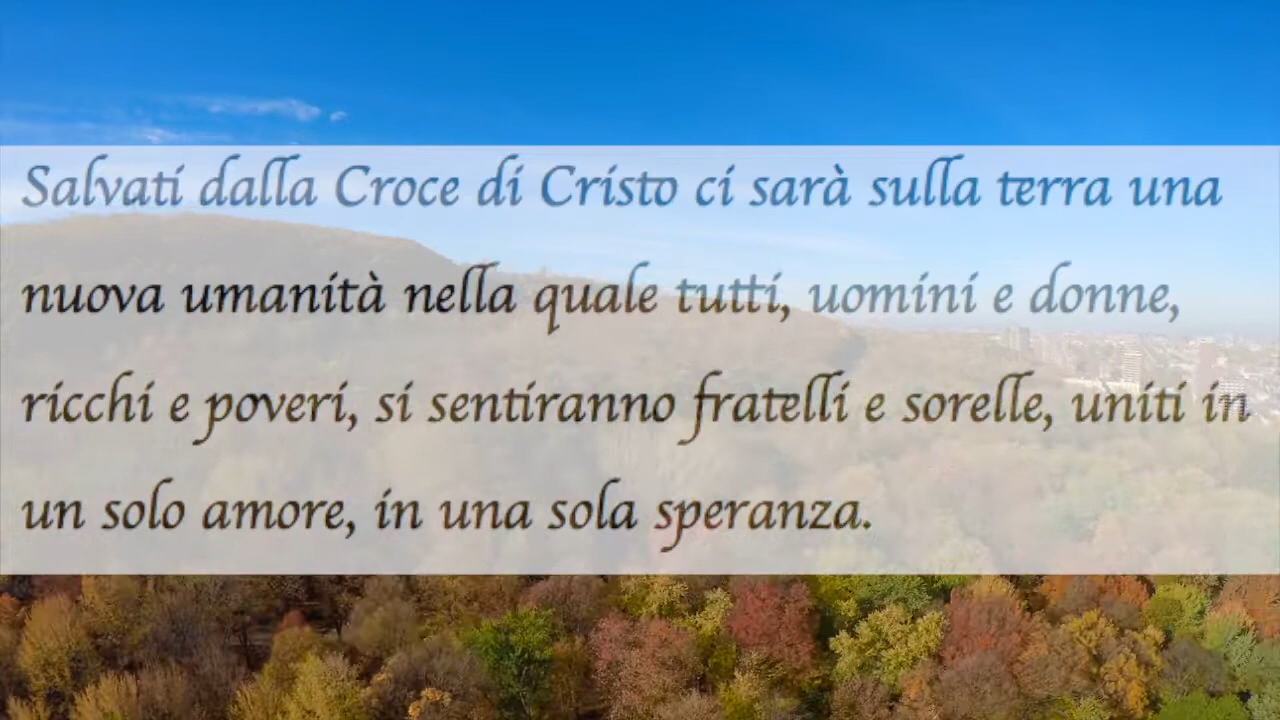 Salvati dalla Croce di Cristo ci sarà sulla terra una
nuova umanità nella quale tutti, uomini e donne,
ricchi e poveri, si sentiranno fratelli e sorelle, uniti in
un solo amore, in una sola speranza.